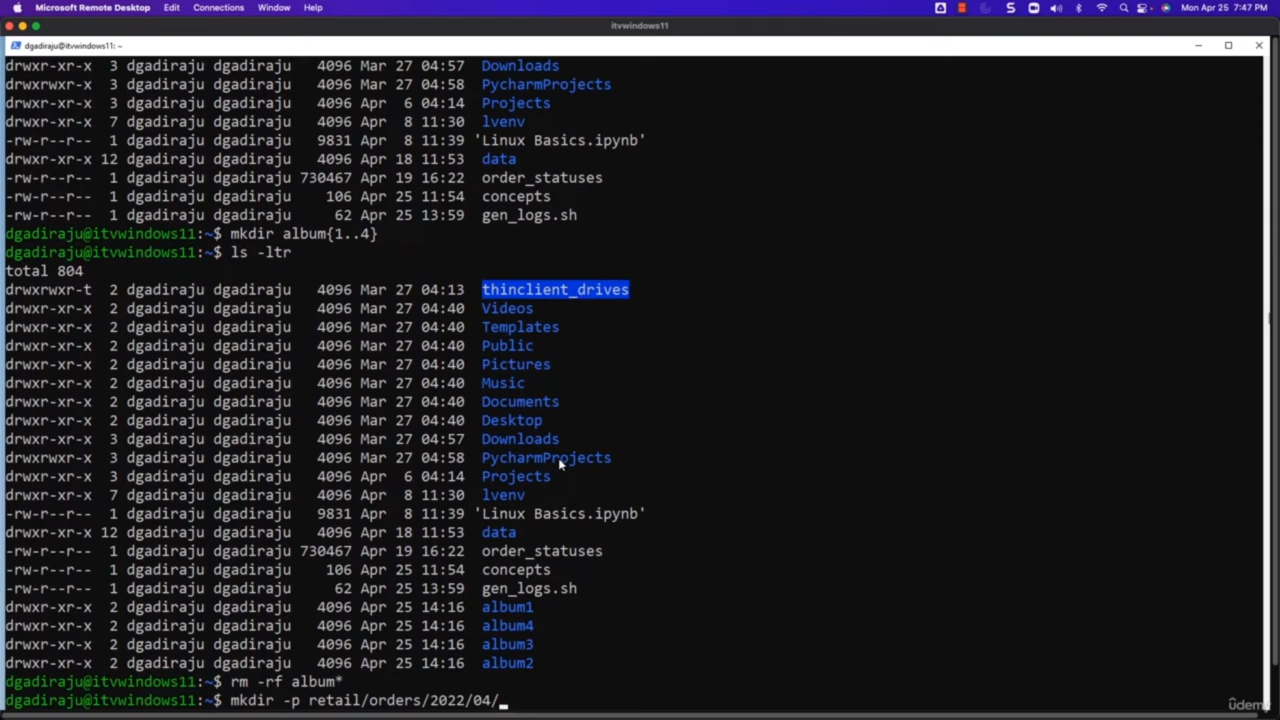 Microsoft Remote Desktop Edit Connections Window Help Mon Apr 25 7:47 PM
itvwindows11
dgadiraju@itvwindows11: ~
drwxr-xr-x 3 dgadiraju dgadiraju 4096 Mar 27 04:57 Downloads
drwxrwxr-x 3 dgadiraju dgadiraju 4096 Mar 27 04:58 PycharmProjects
drwxr-xr-x 3 dgadiraju dgadiraju 4096 Apr 6 04:14 Projects
drwxr-xr-x 7 dgadiraju dgadiraju 4096 Apr 8 11:30 lvenv
-rw-r--r-- 1 dgadiraju dgadiraju 9831 Apr 8 11:39 'Linux Basics.ipynb'
drwxr-xr-x 12 dgadiraju dgadiraju 4096 Apr 18 11:53 data
-rw-r--r-- 1 dgadiraju dgadiraju 730467 Apr 19 16:22 order_statuses
-rw-r--r-- 1 dgadiraju dgadiraju 106 Apr 25 11:54 concepts
-rw-r--r-- 1 dgadiraju dgadiraju 62 Apr 25 13:59 gen_logs.sh
dgadiraju@itvwindows11:~$ mkdir album{1..4}
dgadiraju@itvwindows11:~$ ls -ltr
total 804
drwxrwxr-t 2 dgadiraju dgadiraju 4096 Mar 27 04:13 thinclient_drives
drwxr-xr-x 2 dgadiraju dgadiraju 4096 Mar 27 04:40 Videos
drwxr-xr-x 2 dgadiraju dgadiraju 4096 Mar 27 04:40 Templates
drwxr-xr-x 2 dgadiraju dgadiraju 4096 Mar 27 04:40 Public
drwxr-xr-x 2 dgadiraju dgadiraju 4096 Mar 27 04:40 Pictures
drwxr-xr-x 2 dgadiraju dgadiraju 4096 Mar 27 04:40 Music
drwxr-xr-x 2 dgadiraju dgadiraju 4096 Mar 27 04:40 Documents
drwxr-xr-x 2 dgadiraju dgadiraju 4096 Mar 27 04:40 Desktop
drwxr-xr-x 3 dgadiraju dgadiraju 4096 Mar 27 04:57 Downloads
drwxrwxr-x 3 dgadiraju dgadiraju 4096 Mar 27 04:58 PycharmProjects
drwxr-xr-x 3 dgadiraju dgadiraju 4096 Apr 6 04:14 Projects
drwxr-xr-x 7 dgadiraju dgadiraju 4096 Apr 8 11:30 lvenv
-rw-r--r-- 1 dgadiraju dgadiraju 9831 Apr 8 11:39 'Linux Basics.ipynb'
drwxr-xr-x 12 dgadiraju dgadiraju 4096 Apr 18 11:53 data
-rw-r--r-- 1 dgadiraju dgadiraju 730467 Apr 19 16:22 order_statuses
-rw-r--r-- 1 dgadiraju dgadiraju 106 Apr 25 11:54 concepts
-rw-r--r-- 1 dgadiraju dgadiraju 62 Apr 25 13:59 gen_logs.sh
drwxr-xr-x 2 dgadiraju dgadiraju 4096 Apr 25 14:16 album1
drwxr-xr-x 2 dgadiraju dgadiraju 4096 Apr 25 14:16 album4
drwxr-xr-x 2 dgadiraju dgadiraju 4096 Apr 25 14:16 album3
drwxr-xr-x 2 dgadiraju dgadiraju 4096 Apr 25 14:16 album2
dgadiraju@itvwindows11:~$ rm -rf album*
dgadiraju@itvwindows11:~$ mkdir -p retail/orders/2022/04/
ûdemy